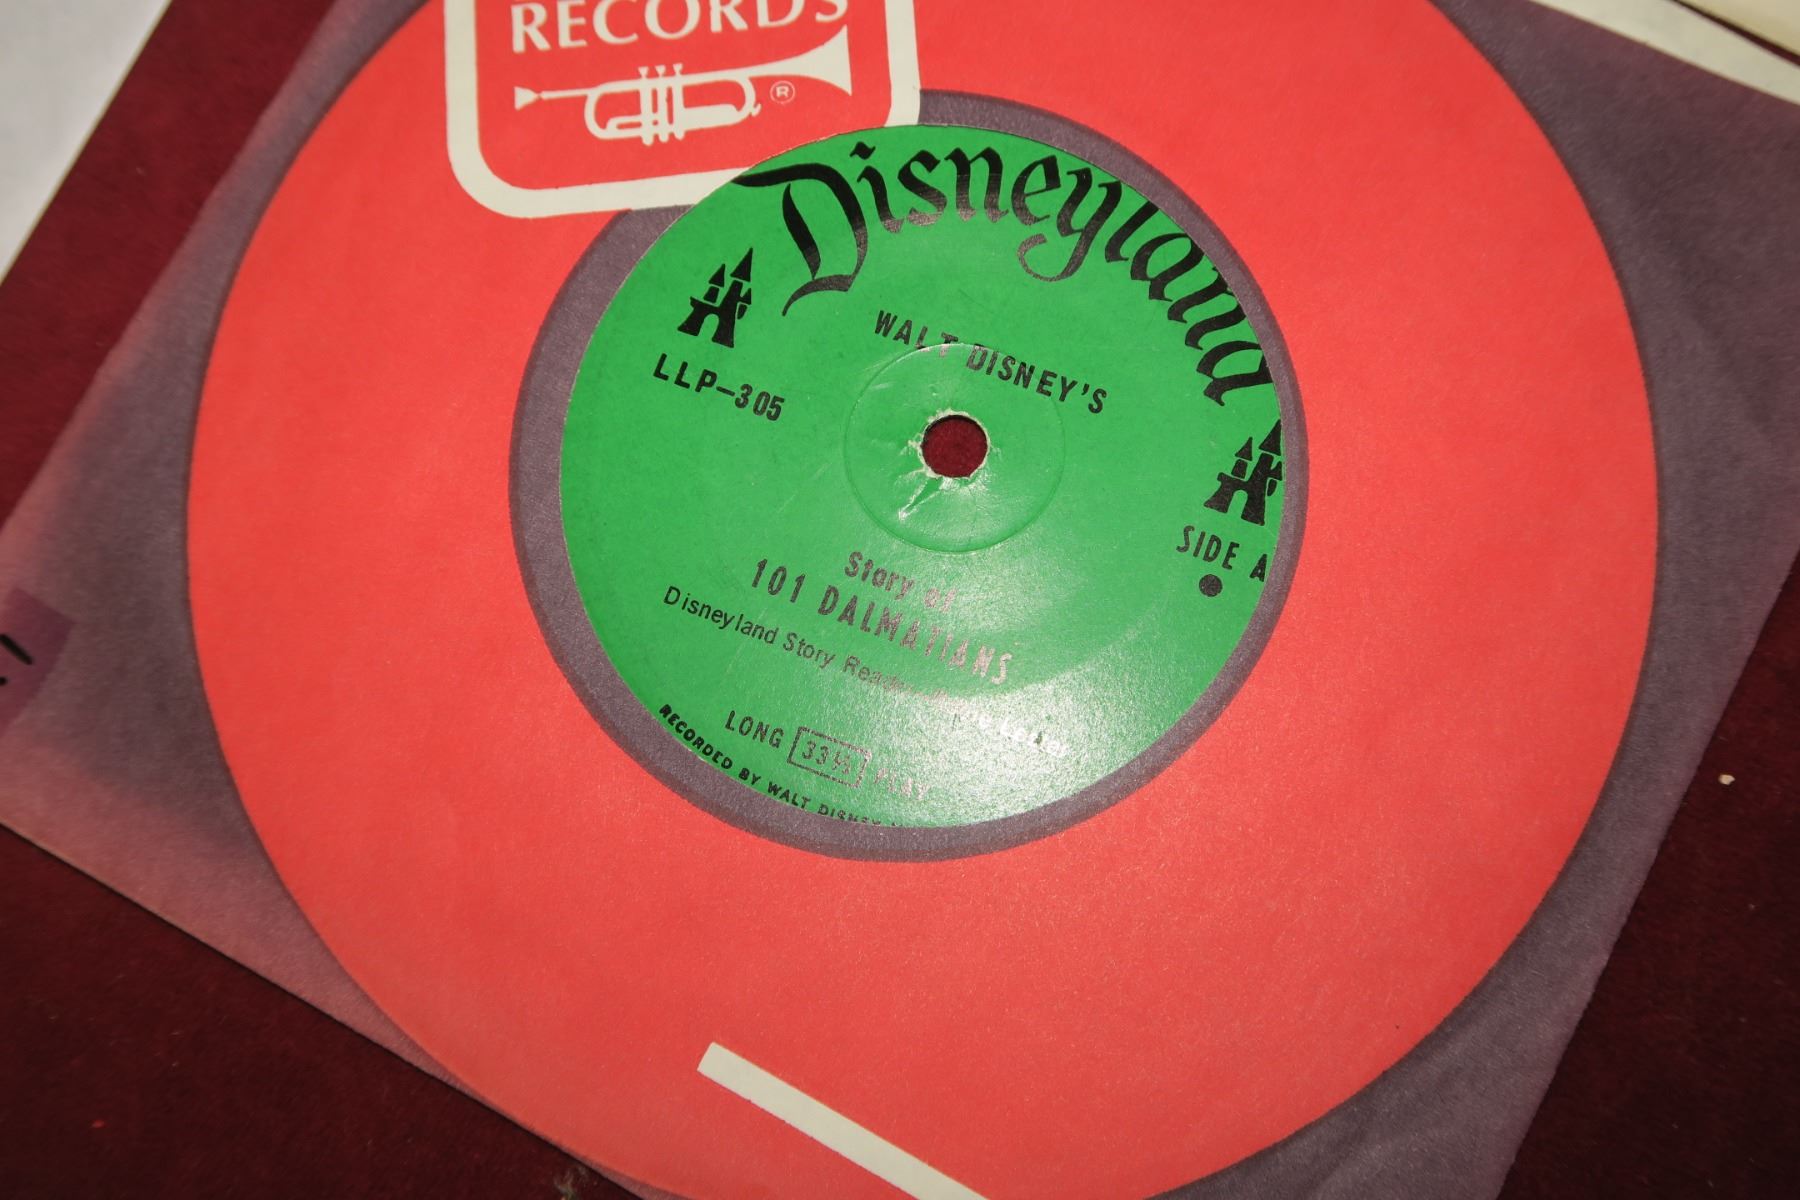 RECORDS
®
Disneyland
WALT DISNEY'S
LLP-305
SIDE A
Story of
101 DALMATIANS
Disneyland Story Reader
LONG 33⅓ PLAY
RECORDED BY WALT DISNEY